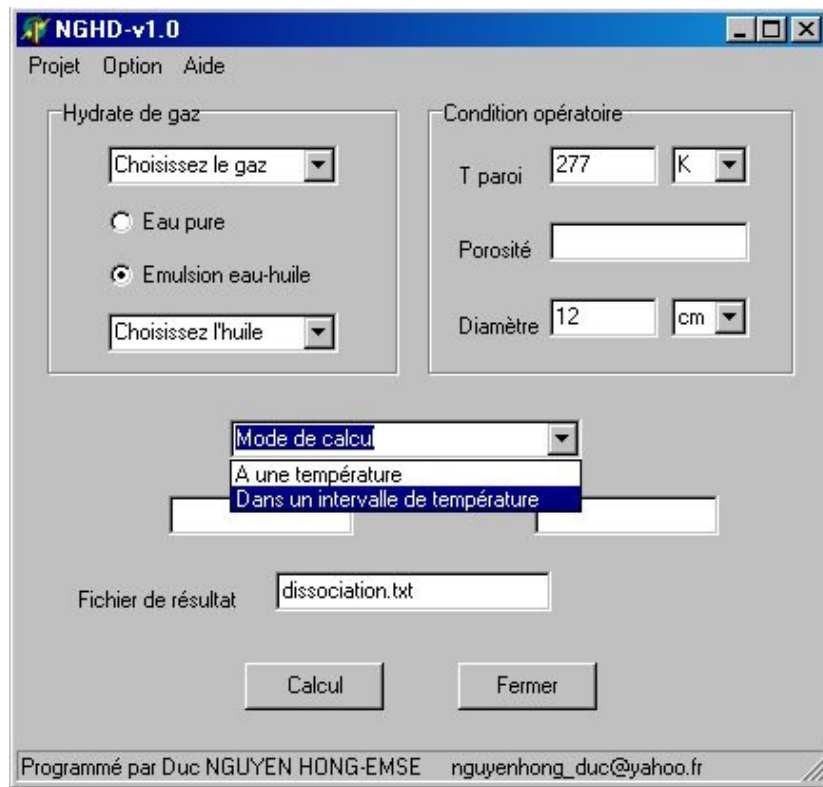 NGHD-v1.0
Projet Option Aide
Hydrate de gaz
Choisissez le gaz
Eau pure
Emulsion eau-huile
Choisissez l'huile
Condition opératoire
T paroi 277 K
Porosité
Diamètre 12 cm
Mode de calcul
A une température
Dans un intervalle de température
Fichier de résultat dissociation.txt
Calcul Fermer
Programmé par Duc NGUYEN HONG-EMSE nguyenhong_duc@yahoo.fr